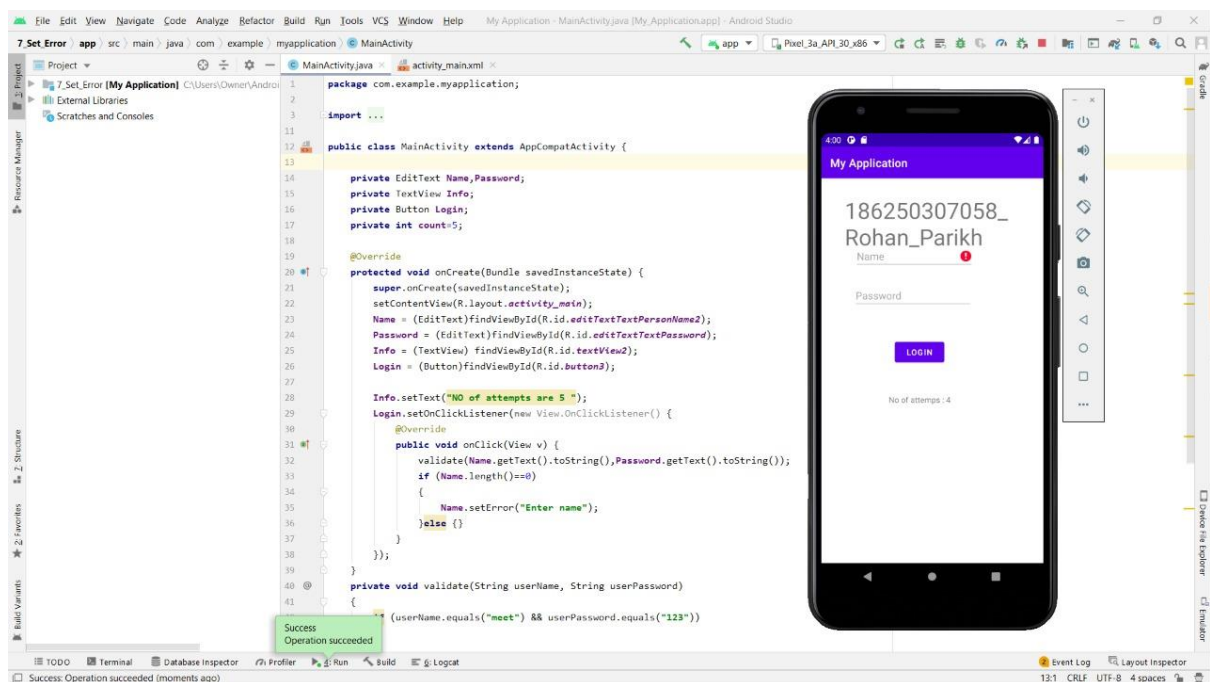 File Edit View Navigate Code Analyze Refactor Build Run Tools VCS Window Help My Application - MainActivity.java [My_Application.app] - Android Studio
7_Set_Error app src main java com example myapplication MainActivity
app Pixel_3a_API_30_x86
Project
MainActivity.java activity_main.xml
1: Project
Resource Manager
7: Structure
2: Favorites
Build Variants
7_Set_Error [My Application] C:\Users\Owner\Androi
External Libraries
Scratches and Consoles
1 package com.example.myapplication;
2
3 import ...
11
12 public class MainActivity extends AppCompatActivity {
13
14 private EditText Name,Password;
15 private TextView Info;
16 private Button Login;
17 private int count=5;
18
19 @Override
20 protected void onCreate(Bundle savedInstanceState) {
21 super.onCreate(savedInstanceState);
22 setContentView(R.layout.activity_main);
23 Name = (EditText)findViewById(R.id.editTextTextPersonName2);
24 Password = (EditText)findViewById(R.id.editTextTextPassword);
25 Info = (TextView) findViewById(R.id.textView2);
26 Login = (Button)findViewById(R.id.button3);
27
28 Info.setText("NO of attempts are 5 ");
29 Login.setOnClickListener(new View.OnClickListener() {
30 @Override
31 public void onClick(View v) {
32 validate(Name.getText().toString(),Password.getText().toString());
33 if (Name.length()==0)
34 {
35 Name.setError("Enter name");
36 }else {}
37 }
38 });
39 }
40 @ private void validate(String userName, String userPassword)
41 {
(userName.equals("meet") && userPassword.equals("123"))
4:00
My Application
186250307058_
Rohan_Parikh
Name
Password
LOGIN
No of attemps : 4
Gradle
Device File Explorer
Emulator
Success
Operation succeeded
TODO Terminal Database Inspector Profiler 4: Run Build 6: Logcat 2 Event Log Layout Inspector
Success: Operation succeeded (moments ago) 13:1 CRLF UTF-8 4 spaces